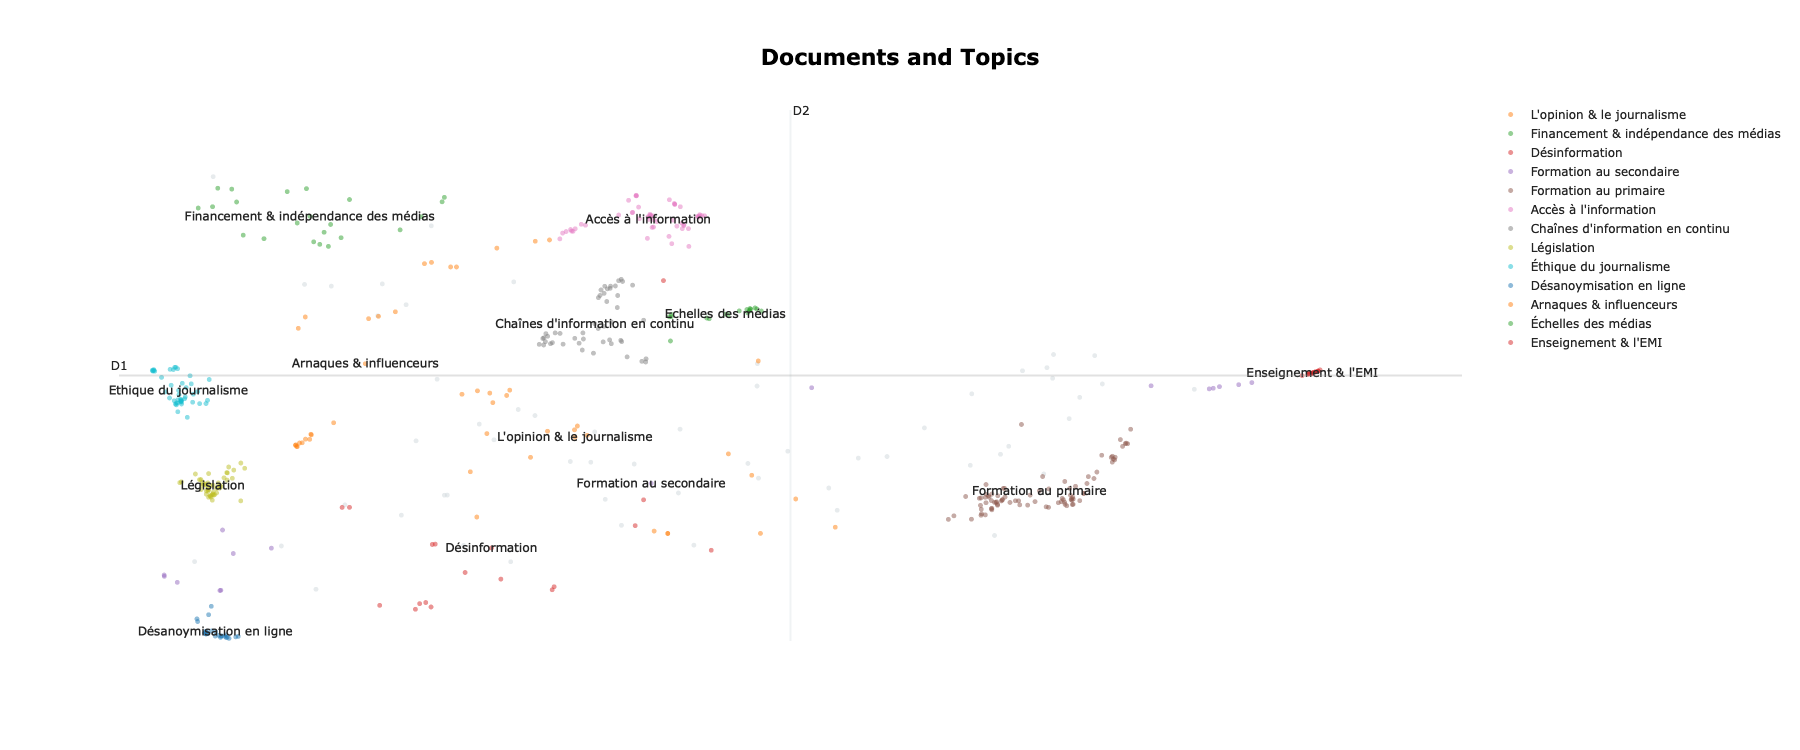 Documents and Topics
D2
L'opinion & le journalisme
Financement & indépendance des médias
Désinformation
Formation au secondaire
Formation au primaire
Accès à l'information
Chaînes d'information en continu
Législation
Éthique du journalisme
Désanoymisation en ligne
Arnaques & influenceurs
Échelles des médias
Enseignement & l'EMI
Financement & indépendance des médias
Accès à l'information
Echelles des médias
Chaînes d'information en continu
Arnaques & influenceurs
D1
Enseignement & l'EMI
Ethique du journalisme
L'opinion & le journalisme
Formation au secondaire
Législation
Formation au primaire
Désinformation
Désanoymisation en ligne